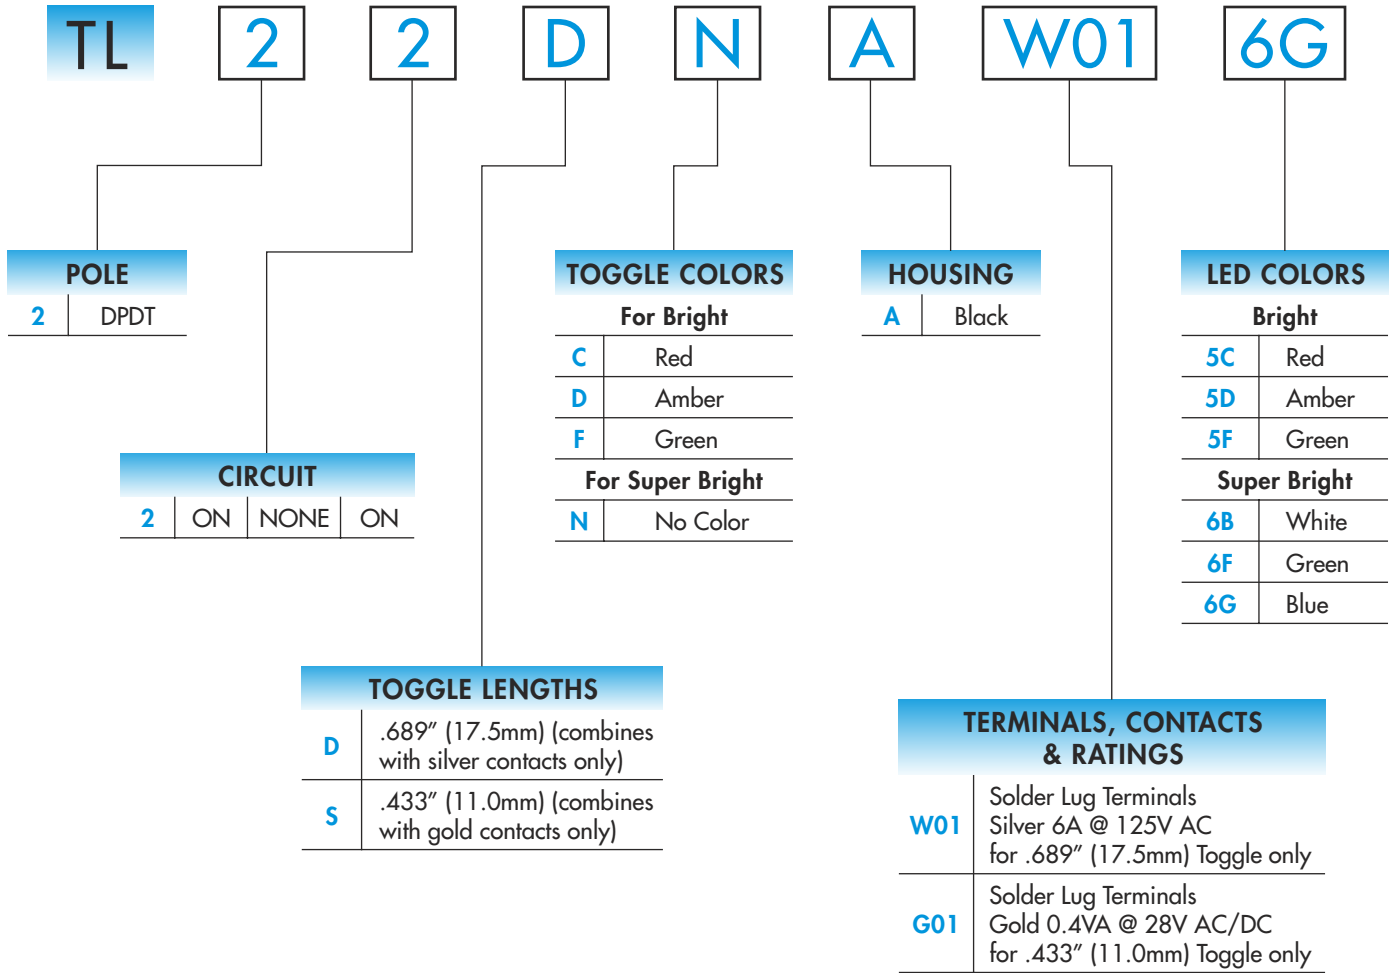 TL 2 2 D N A W01 6G
POLE
2 DPDT
CIRCUIT
2 ON NONE ON
TOGGLE LENGTHS
D .689" (17.5mm) (combines
with silver contacts only)
S .433" (11.0mm) (combines
with gold contacts only)
TOGGLE COLORS
For Bright
C Red
D Amber
F Green
For Super Bright
N No Color
HOUSING
A Black
TERMINALS, CONTACTS
& RATINGS
W01 Solder Lug Terminals
Silver 6A @ 125V AC
for .689" (17.5mm) Toggle only
G01 Solder Lug Terminals
Gold 0.4VA @ 28V AC/DC
for .433" (11.0mm) Toggle only
LED COLORS
Bright
5C Red
5D Amber
5F Green
Super Bright
6B White
6F Green
6G Blue